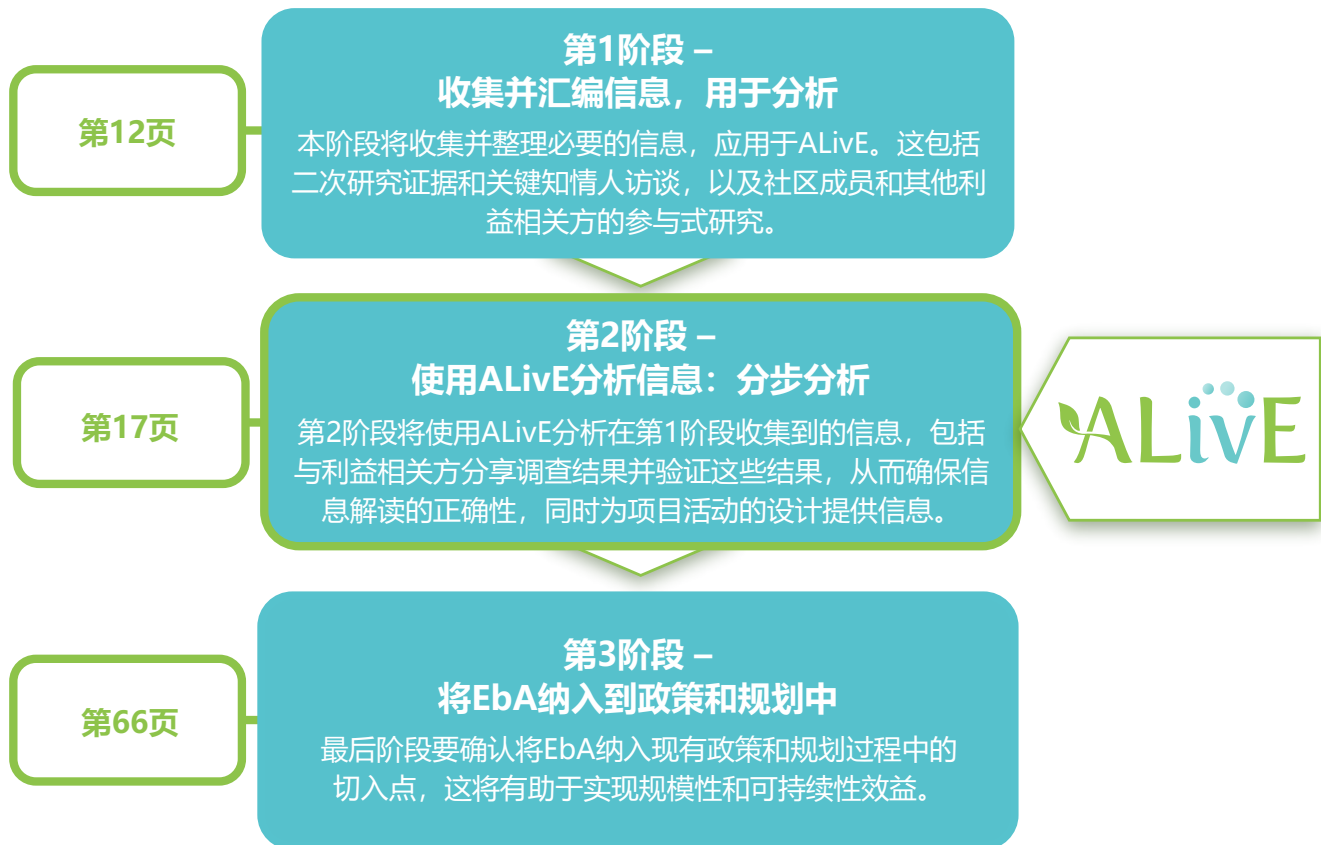 第12页
第1阶段 –
收集并汇编信息，用于分析
本阶段将收集并整理必要的信息，应用于ALivE。这包括
二次研究证据和关键知情人访谈，以及社区成员和其他利
益相关方的参与式研究。
第17页
第2阶段 –
使用ALivE分析信息：分步分析
第2阶段将使用ALivE分析在第1阶段收集到的信息，包括
与利益相关方分享调查结果并验证这些结果，从而确保信
息解读的正确性，同时为项目活动的设计提供信息。
ALivE
第66页
第3阶段 –
将EbA纳入到政策和规划中
最后阶段要确认将EbA纳入现有政策和规划过程中的
切入点，这将有助于实现规模性和可持续性效益。